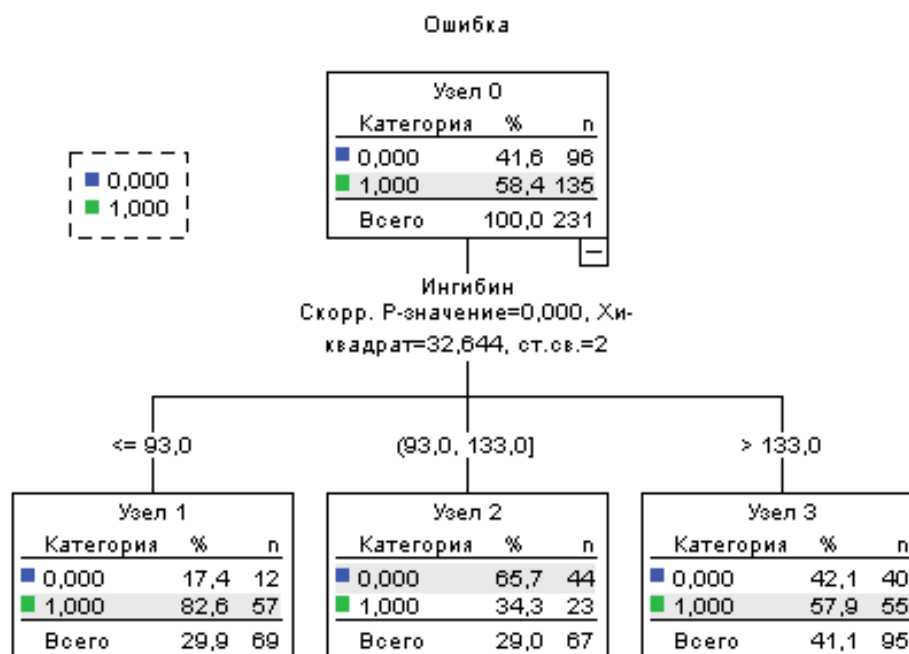 Ошибка
Узел 0
Категория % n
0,000 41,6 96
1,000 58,4 135
Всего 100,0 231
0,000
1,000
Ингибин
Скорр. P-значение=0,000, Хи-
квадрат=32,644, ст.св.=2
<= 93,0
(93,0, 133,0]
> 133,0
Узел 1
Категория % n
0,000 17,4 12
1,000 82,6 57
Всего 29,9 69
Узел 2
Категория % n
0,000 65,7 44
1,000 34,3 23
Всего 29,0 67
Узел 3
Категория % n
0,000 42,1 40
1,000 57,9 55
Всего 41,1 95